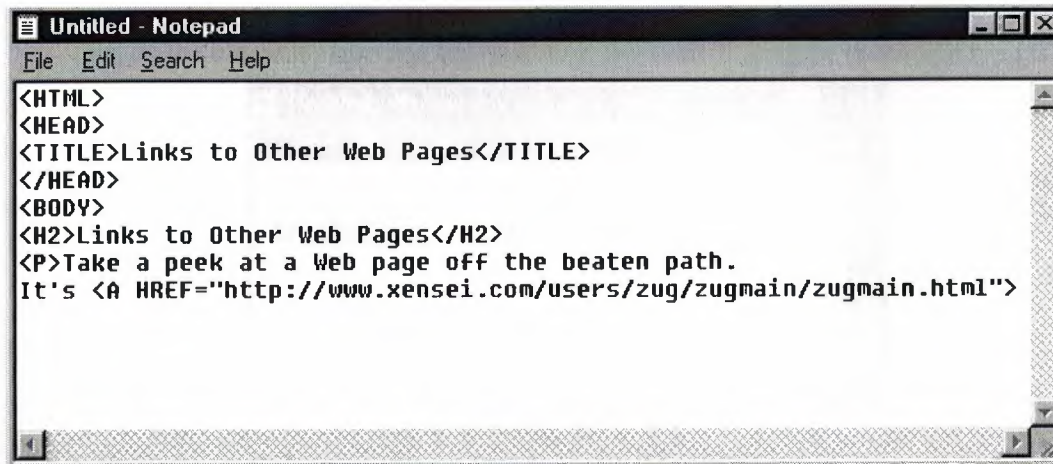 Untitled - Notepad
File Edit Search Help
<HTML>
<HEAD>
<TITLE>Links to Other Web Pages</TITLE>
</HEAD>
<BODY>
<H2>Links to Other Web Pages</H2>
<P>Take a peek at a Web page off the beaten path.
It's <A HREF="http://www.xensei.com/users/zug/zugmain/zugmain.html">